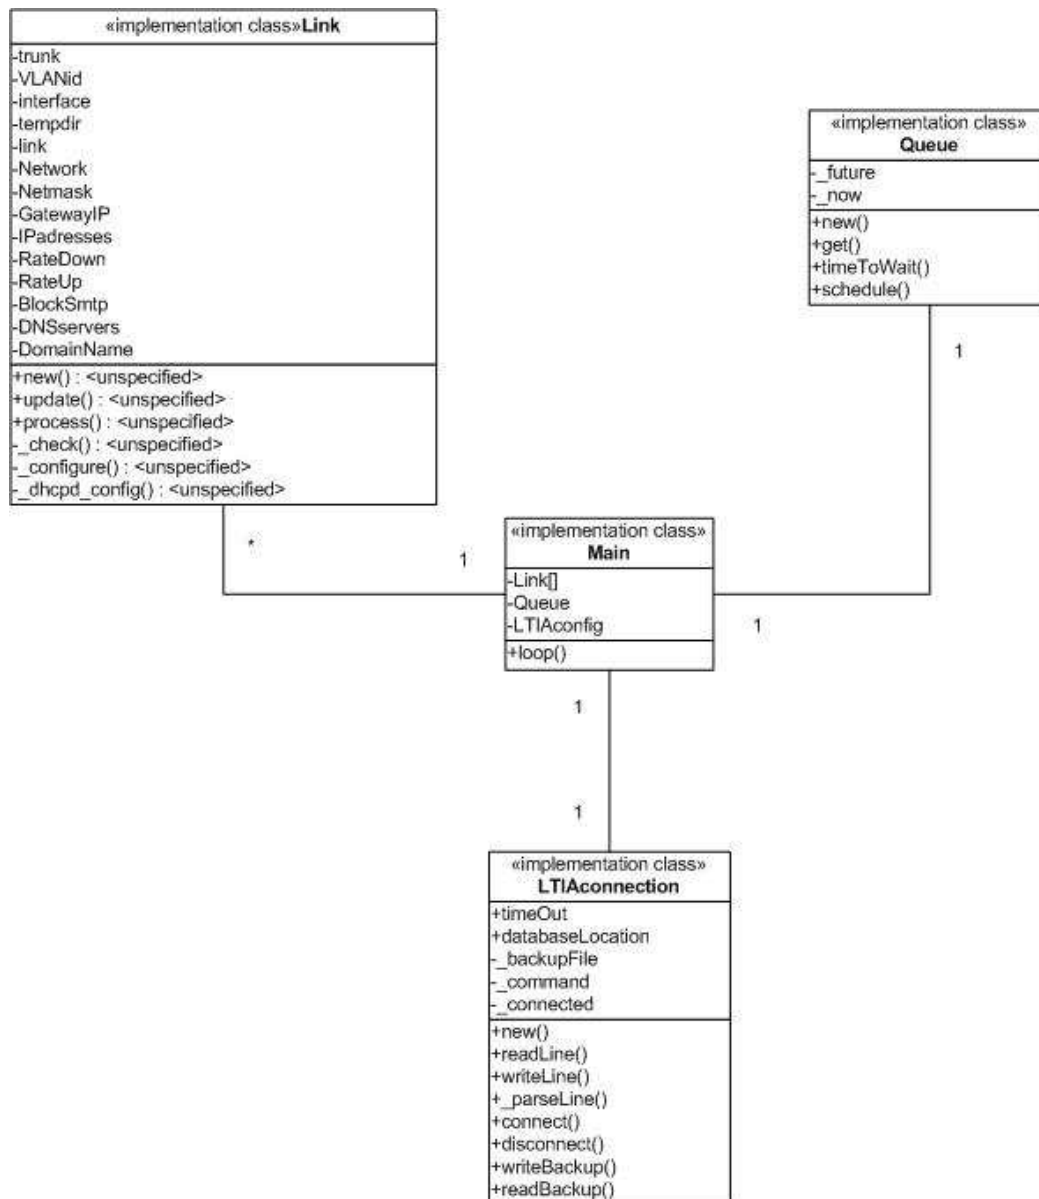 «implementation class»Link
-trunk
-VLANid
-interface
-tempdir
-link
-Network
-Netmask
-GatewayIP
-IPadresses
-RateDown
-RateUp
-BlockSmtp
-DNSservers
-DomainName
+new() : <unspecified>
+update() : <unspecified>
+process() : <unspecified>
-_check() : <unspecified>
-_configure() : <unspecified>
-_dhcpd_config() : <unspecified>
«implementation class»
Queue
-_future
-_now
+new()
+get()
+timeToWait()
+schedule()
1
*
1
«implementation class»
Main
-Link[]
-Queue
-LTIAconfig
+loop()
1
1
1
«implementation class»
LTIAconnection
+timeOut
+databaseLocation
-_backupFile
-_command
-_connected
+new()
+readLine()
+writeLine()
+_parseLine()
+connect()
+disconnect()
+writeBackup()
+readBackup()